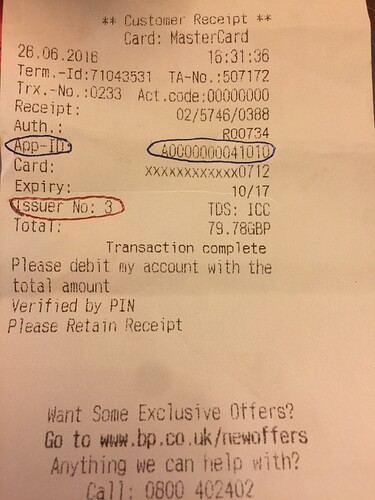 ** Customer Receipt **
Card: MasterCard
26.06.2016 16:31:36
Term.-Id:71043531 TA-No.:507172
Trx.-No.:0233 Act.code:00000000
Receipt: 02/5746/0388
Auth.: R00734
App-ID: A0000000041010
Card: xxxxxxxxxxxx0712
Expiry: 10/17
Issuer No: 3 TDS: ICC
Total: 79.78GBP
Transaction complete
Please debit my account with the
total amount
Verified by PIN
Please Retain Receipt
Want Some Exclusive Offers?
Go to www.bp.co.uk/newoffers
Anything we can help with?
Call: 0800 402402